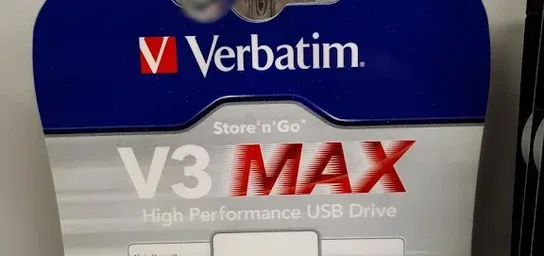 Verbatim.
Store'n'Go®
V3 MAX
High Performance USB Drive